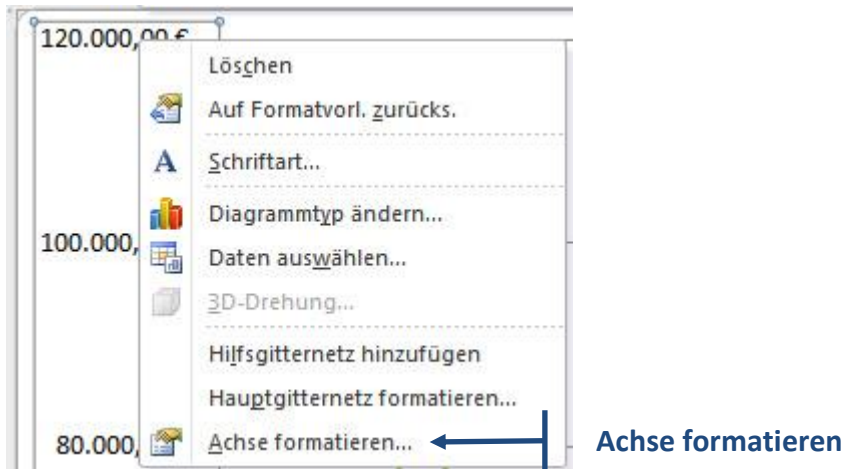 120.000,00 €
Löschen
Auf Formatvorl. zurücks.
A Schriftart...
Diagrammtyp ändern...
100.000,
Daten auswählen...
3D-Drehung...
Hilfsgitternetz hinzufügen
Hauptgitternetz formatieren...
80.000,
Achse formatieren...
Achse formatieren